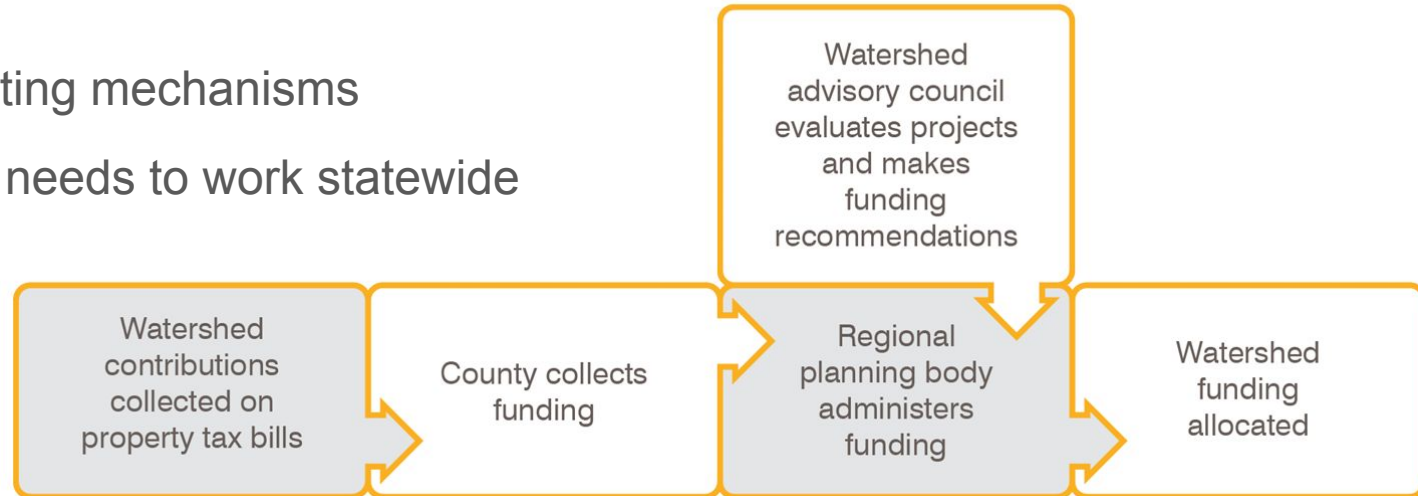 mechanisms
needs to work statewide
Watershed
advisory council
evaluates projects
and makes
funding
recommendations
Watershed
contributions
collected on
property tax bills
County collects
funding
Regional
planning body
administers
funding
Watershed
funding
allocated